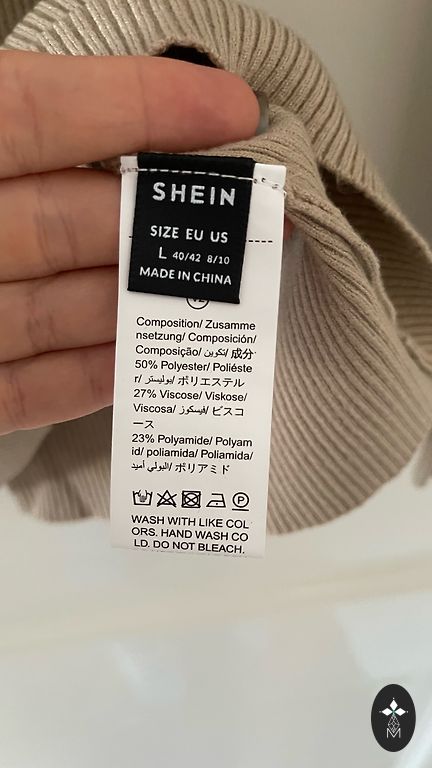 SHEIN
SIZE EU US
L 40/42 8/10
MADE IN CHINA
Composition/ Zusamme
nsetzung/ Composición/
Composição/ تكوين/ 成分
50% Polyester/ Poliéste
r/ بوليستر/ ポリエステル
27% Viscose/ Viskose/
Viscosa/ فيسكوز/ ビスコ
ース
23% Polyamide/ Polyam
id/ poliamida/ Poliamida/
البولي أميد/ ポリアミド
WASH WITH LIKE COL
ORS. HAND WASH CO
LD. DO NOT BLEACH.